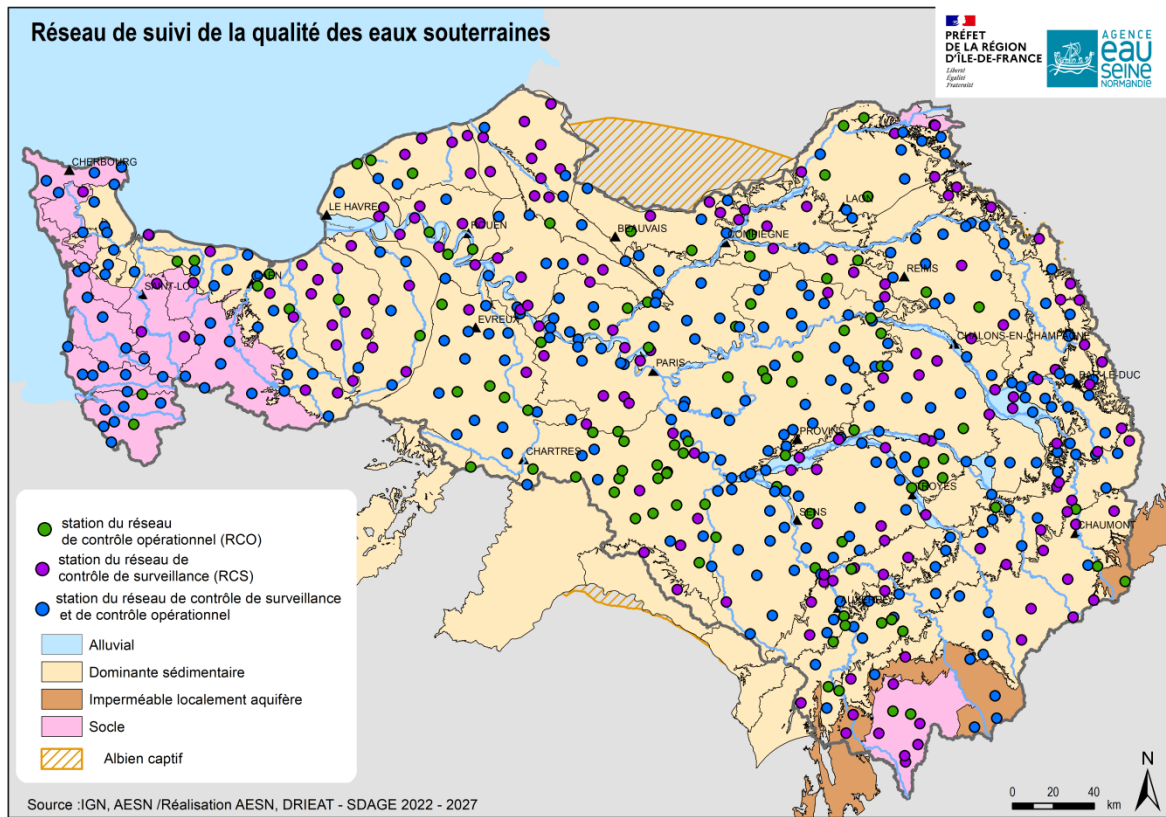 Réseau de suivi de la qualité des eaux souterraines
PRÉFET
DE LA RÉGION
D'ÎLE-DE-FRANCE
Liberté
Égalité
Fraternité
AGENCE
eau
SEINE
NORMANDIE
CHERBOURG
LE HAVRE
ROUEN
BEAUVAIS
COMPIEGNE
LAON
REIMS
SAINT-LO
CAEN
EVREUX
PARIS
CHALONS-EN-CHAMPAGNE
BAR-LE-DUC
PROVINS
CHARTRES
TROYES
SENS
CHAUMONT
AUXERRE
station du réseau
de contrôle opérationnel (RCO)
station du réseau de
contrôle de surveillance (RCS)
station du réseau de contrôle de surveillance
et de contrôle opérationnel
Alluvial
Dominante sédimentaire
Imperméable localement aquifère
Socle
Albien captif
Source :IGN, AESN /Réalisation AESN, DRIEAT - SDAGE 2022 - 2027
N
0 20 40
km